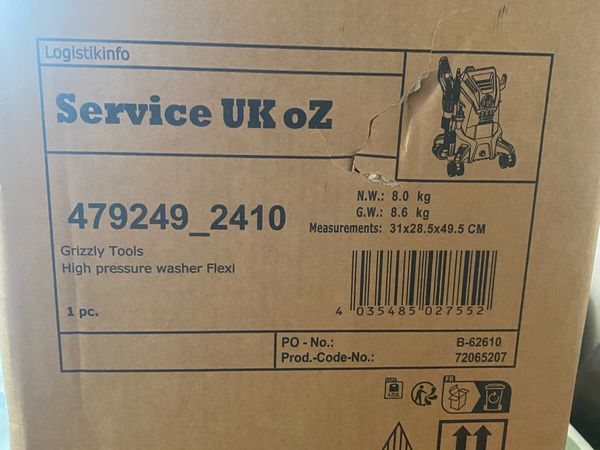 Logistikinfo
Service UK oZ
479249_2410
N.W.: 8.0 kg
G.W.: 8.6 kg
Measurements: 31x28.5x49.5 CM
Grizzly Tools
High pressure washer Flexi
1 pc.
4 035485 027552
PO - No.: B-62610
Prod.-Code-No.: 72065207
FR